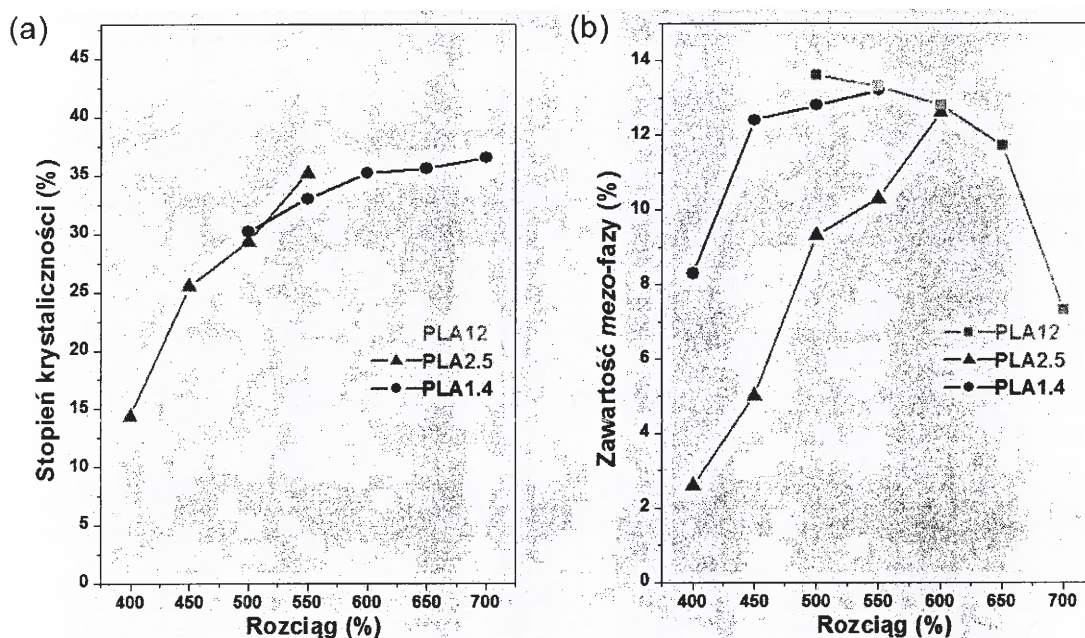 (a)
45
40
35
30
25
20
15
10
5
0
Stopień krystaliczności (%)
PLA12
PLA2.5
PLA1.4
400 450 500 550 600 650 700
Rozciąg (%)
(b)
14
12
10
8
6
4
2
0
Zawartość mezo-fazy (%)
PLA12
PLA2.5
PLA1.4
400 450 500 550 600 650 700
Rozciąg (%)